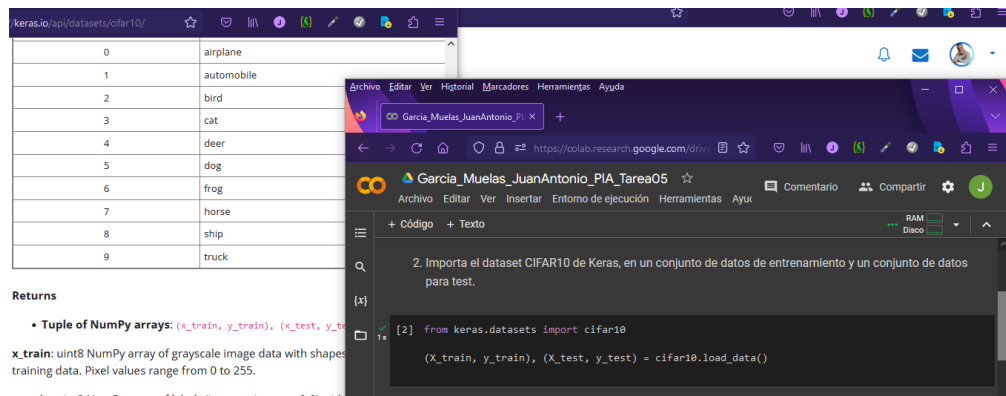 /keras.io/api/datasets/cifar10/
0 airplane
1 automobile
2 bird
3 cat
4 deer
5 dog
6 frog
7 horse
8 ship
9 truck
Returns
• Tuple of NumPy arrays: (x_train, y_train), (x_test, y_te
x_train: uint8 NumPy array of grayscale image data with shapes
training data. Pixel values range from 0 to 255.
Archivo Editar Ver Historial Marcadores Herramientas Ayuda
Garcia_Muelas_JuanAntonio_PI
https://colab.research.google.com/driv
CO Garcia_Muelas_JuanAntonio_PIA_Tarea05
Comentario Compartir J
Archivo Editar Ver Insertar Entorno de ejecución Herramientas Ayuc
+ Código + Texto
RAM
Disco
2. Importa el dataset CIFAR10 de Keras, en un conjunto de datos de entrenamiento y un conjunto de datos
para test.
{x}
1s
[2] from keras.datasets import cifar10
(X_train, y_train), (X_test, y_test) = cifar10.load_data()